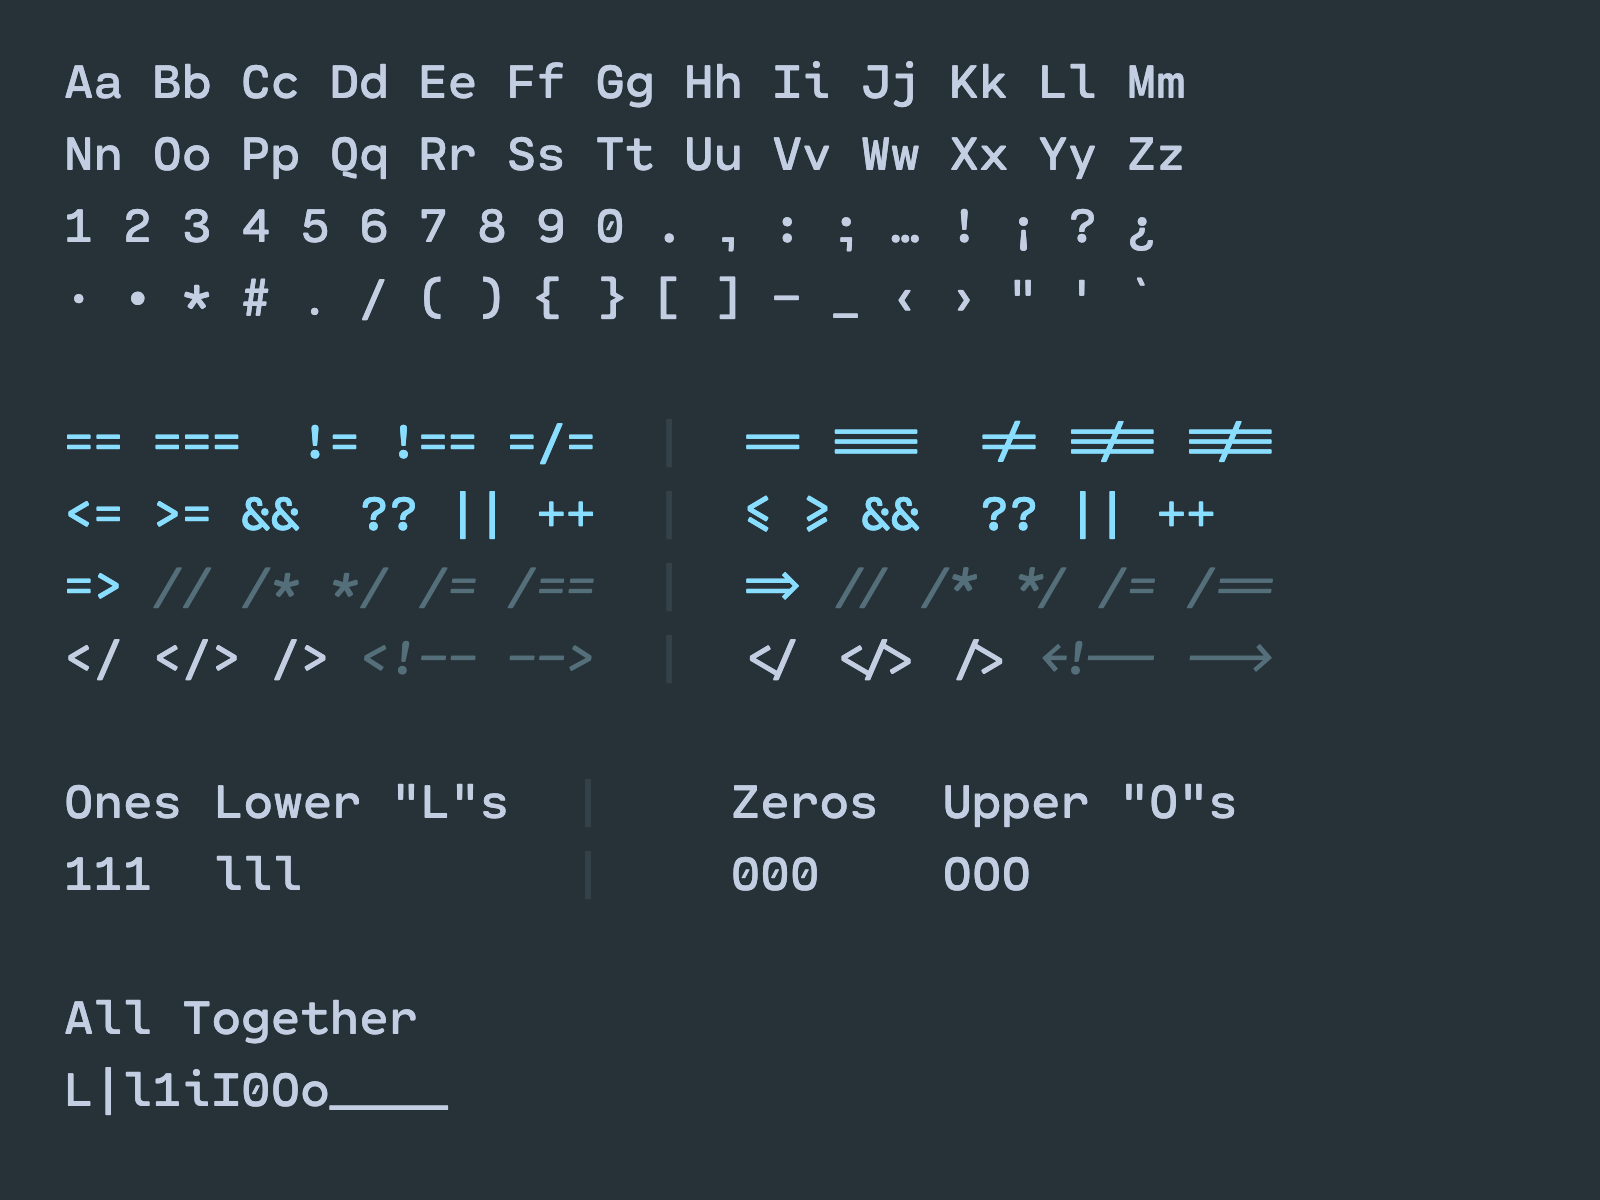 Aa Bb Cc Dd Ee Ff Gg Hh Ii Jj Kk Ll Mm
Nn Oo Pp Qq Rr Ss Tt Uu Vv Ww Xx Yy Zz
1 2 3 4 5 6 7 8 9 0 . , : ; … ! ¡ ? ¿
· • * # . / ( ) { } [ ] - _ ‹ › " ' `
== ===  != !== =/= | == ===  != !== =/=
<= >= &&  ?? || ++ | <= >= &&  ?? || ++
=> // /* */ /= /== | => // /* */ /= /==
</ </> /> <!-- --> | </ </> /> <!-- -->
Ones Lower "L"s | Zeros Upper "O"s
111 lll | 000 OOO
All Together
L|l1iI0Oo____